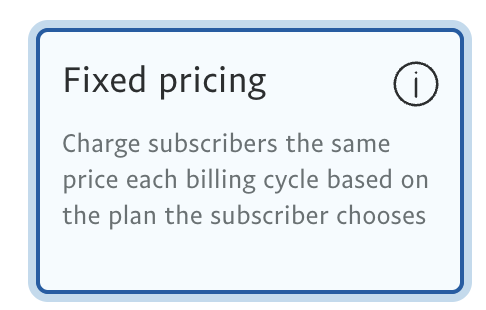 Fixed pricing
Charge subscribers the same
price each billing cycle based on
the plan the subscriber chooses